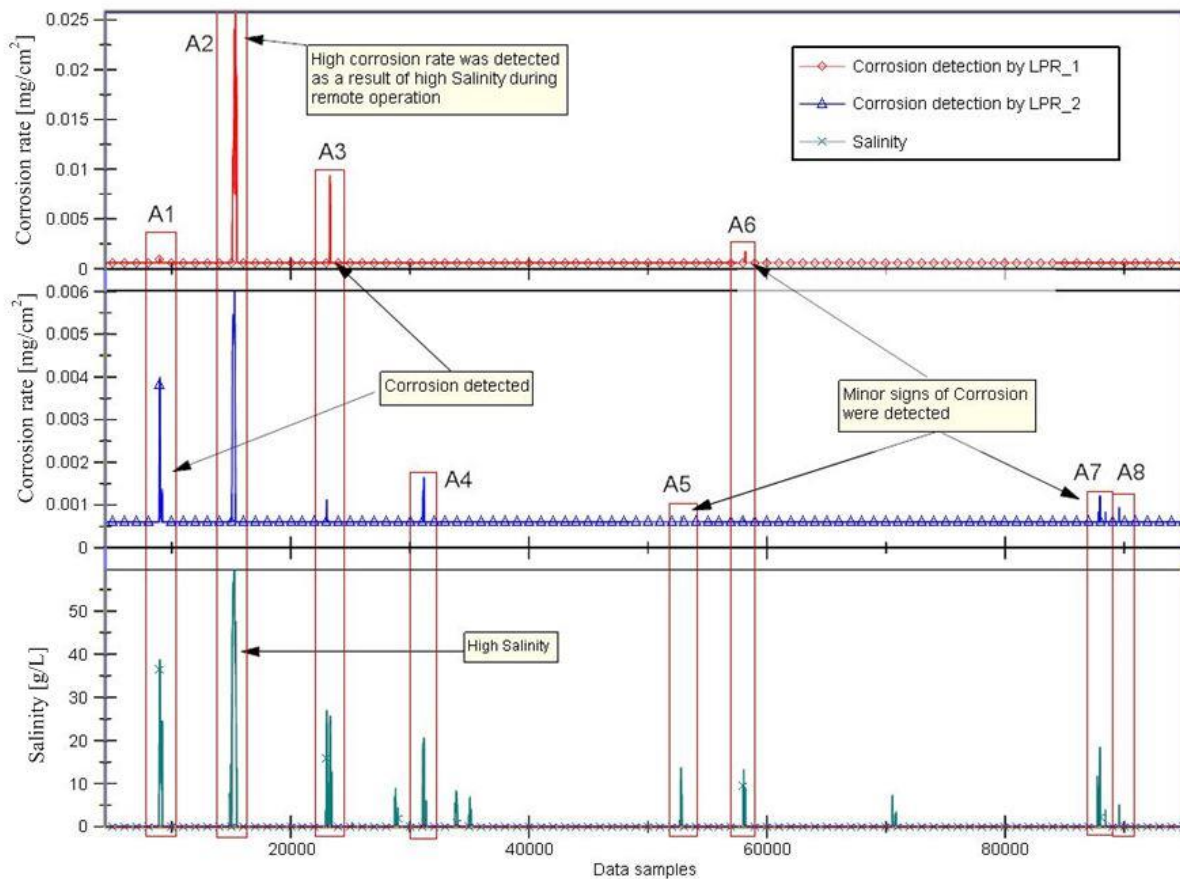 Corrosion rate [mg/cm²]
0.025
0.02
0.015
0.01
0.005
0
A2
High corrosion rate was detected
as a result of high Salinity during
remote operation
Corrosion detection by LPR_1
Corrosion detection by LPR_2
Salinity
A1
A3
A6
Corrosion rate [mg/cm²]
0.006
0.005
0.004
0.003
0.002
0.001
0
Corrosion detected
Minor signs of Corrosion
were detected
A4
A5
A7
A8
Salinity [g/L]
50
40
30
20
10
0
High Salinity
20000
40000
60000
80000
Data samples